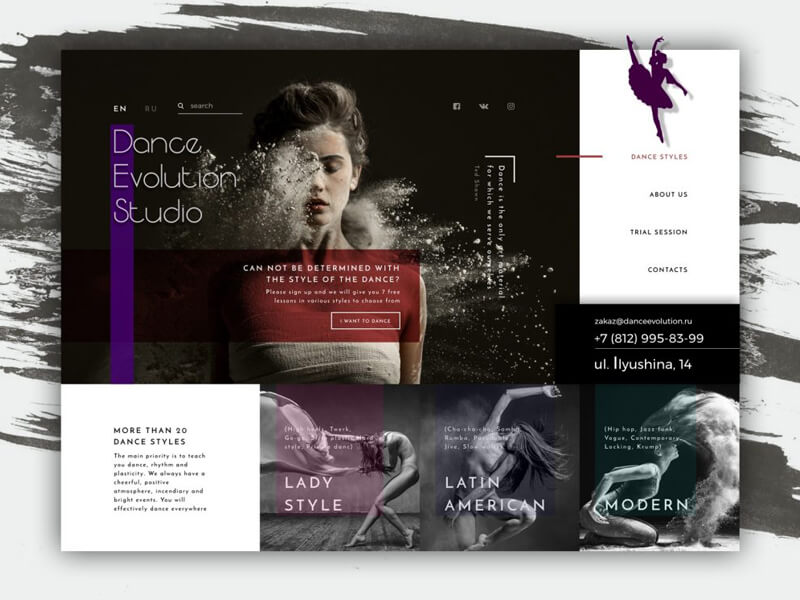 EN
RU
search
Dance
Evolution
Studio
Dance is the only art material
for which we serve ourselves
Ted Shawn
CAN NOT BE DETERMINED WITH
THE STYLE OF THE DANCE?
Please sign up and we will give you 7 free
lessons in various styles to choose from
I WANT TO DANCE
DANCE STYLES
ABOUT US
TRIAL SESSION
CONTACTS
zakaz@danceevolution.ru
+7 (812) 995-83-99
ul. Ilyushina, 14
MORE THAN 20
DANCE STYLES
The main priority is to teach
you dance, rhythm and
plasticity. We always have a
cheerful, positive
atmosphere, incendiary and
bright events. You will
effectively dance everywhere
(High heels, Twerk,
Go-go, Strip plastic,
style, Private danc)
LADY
STYLE
(Cha-cha-cha, Samba,
Rumba, Pasodoble,
Jive, Slow
LATIN
AMERICAN
(Hip hop, Jazz-funk,
Vogue, Contemporary,
Locking, Krump)
MODERN